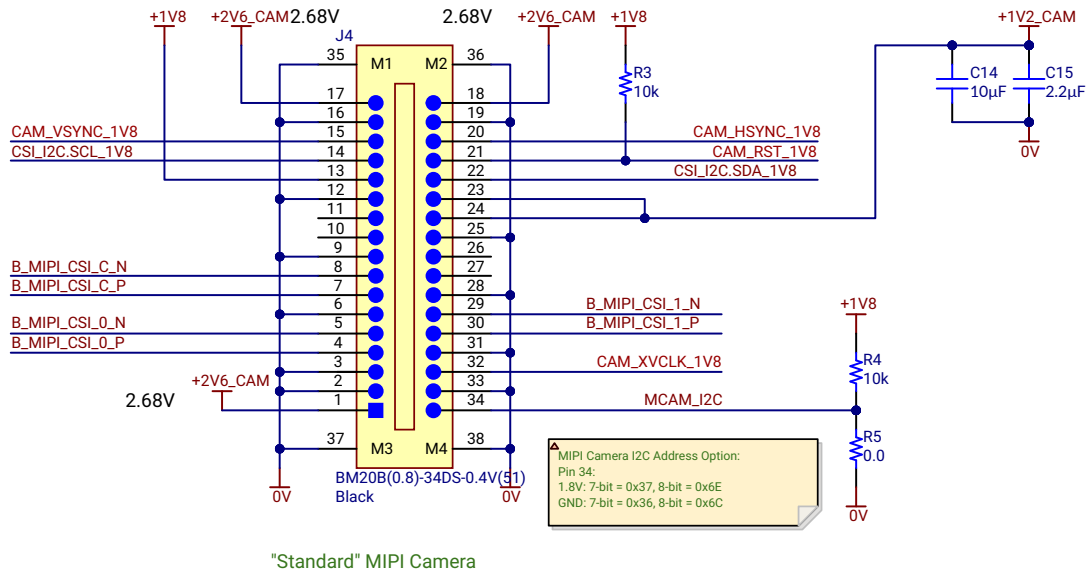 +1V8
+2V6_CAM
2.68V
2.68V
+2V6_CAM
+1V8
+1V2_CAM
J4
35
M1
M2
36
R3
10k
C14
10µF
C15
2.2µF
17
18
16
19
CAM_VSYNC_1V8
15
20
CAM_HSYNC_1V8
CSI_I2C.SCL_1V8
14
21
CAM_RST_1V8
0V
13
22
CSI_I2C.SDA_1V8
12
23
11
24
10
25
9
26
B_MIPI_CSI_C_N
8
27
B_MIPI_CSI_C_P
7
28
6
29
B_MIPI_CSI_1_N
+1V8
B_MIPI_CSI_0_N
5
30
B_MIPI_CSI_1_P
B_MIPI_CSI_0_P
4
31
3
32
CAM_XVCLK_1V8
R4
10k
+2V6_CAM
2
33
2.68V
1
34
MCAM_I2C
37
M3
M4
38
R5
0.0
MIPI Camera I2C Address Option:
Pin 34:
1.8V: 7-bit = 0x37, 8-bit = 0x6E
GND: 7-bit = 0x36, 8-bit = 0x6C
BM20B(0.8)-34DS-0.4V(51)
Black
0V
0V
0V
"Standard" MIPI Camera